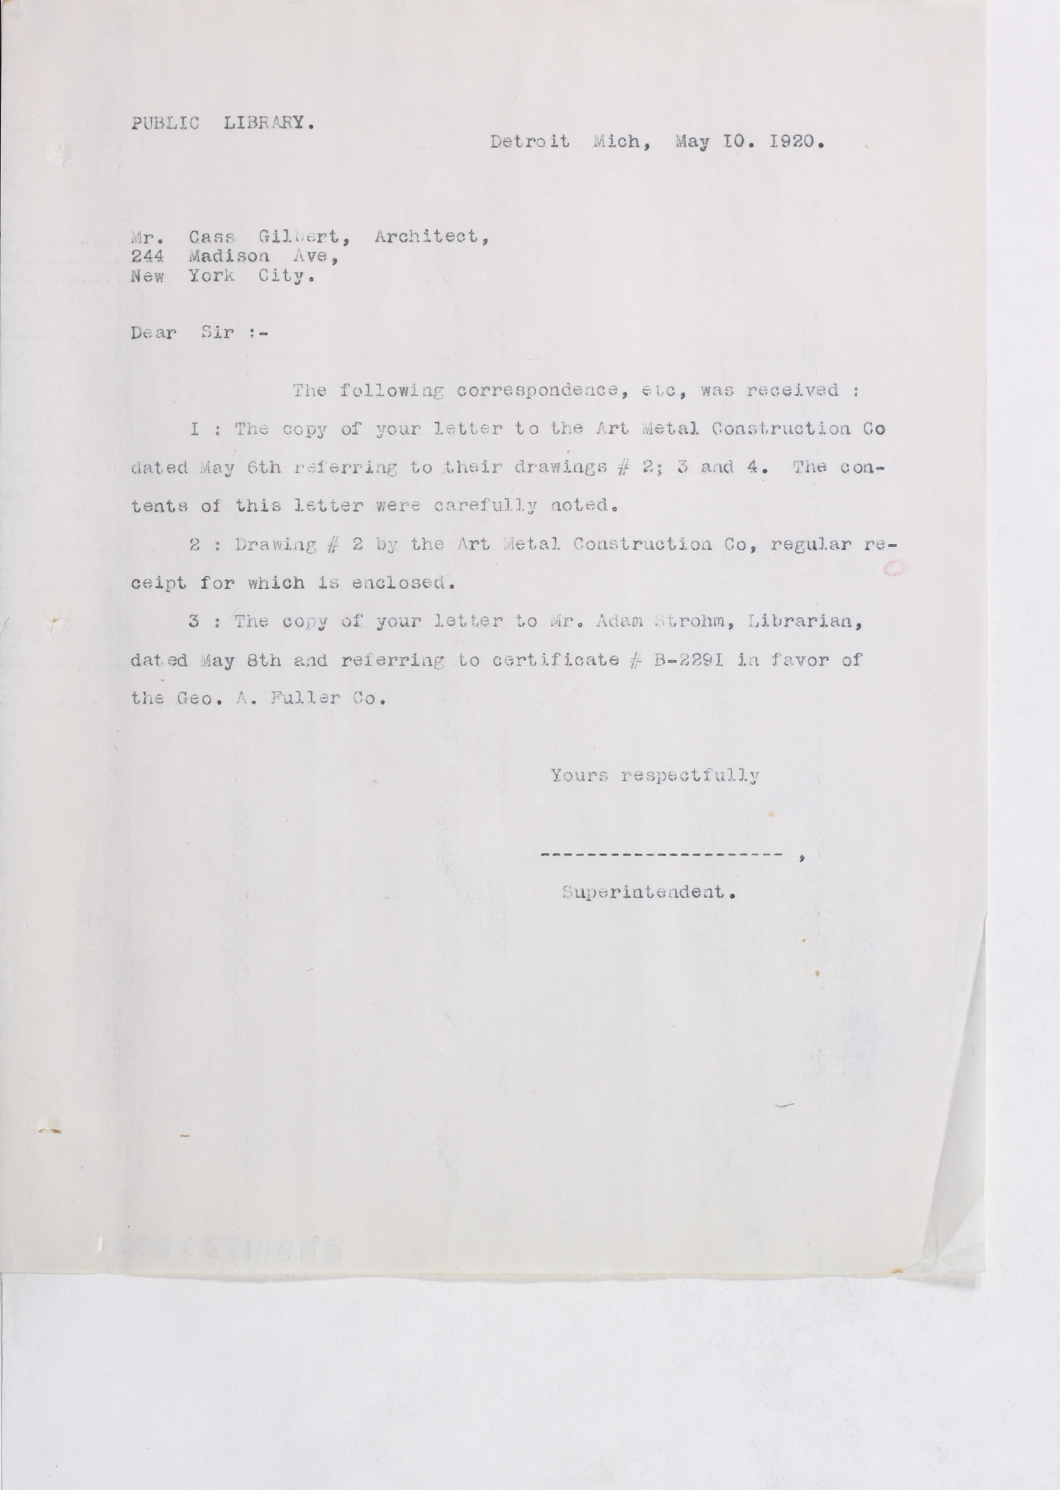 PUBLIC LIBRARY.
Detroit Mich, May I0. I920.
Mr. Cass Gilbert, Architect,
244 Madison Ave,
New York City.
Dear Sir :-
The following correspondence, etc, was received :
I : The copy of your letter to the Art Metal Construction Co
dated May 6th referring to their drawings # 2; 3 and 4. The con-
tents of this letter were carefully noted.
2 : Drawing # 2 by the Art Metal Construction Co, regular re-
ceipt for which is enclosed.
3 : The copy of your letter to Mr. Adam Strohm, Librarian,
dated May 8th and referring to certificate # B-229I in favor of
the Geo. A. Fuller Co.
Yours respectfully
--------------------- ,
Superintendent.